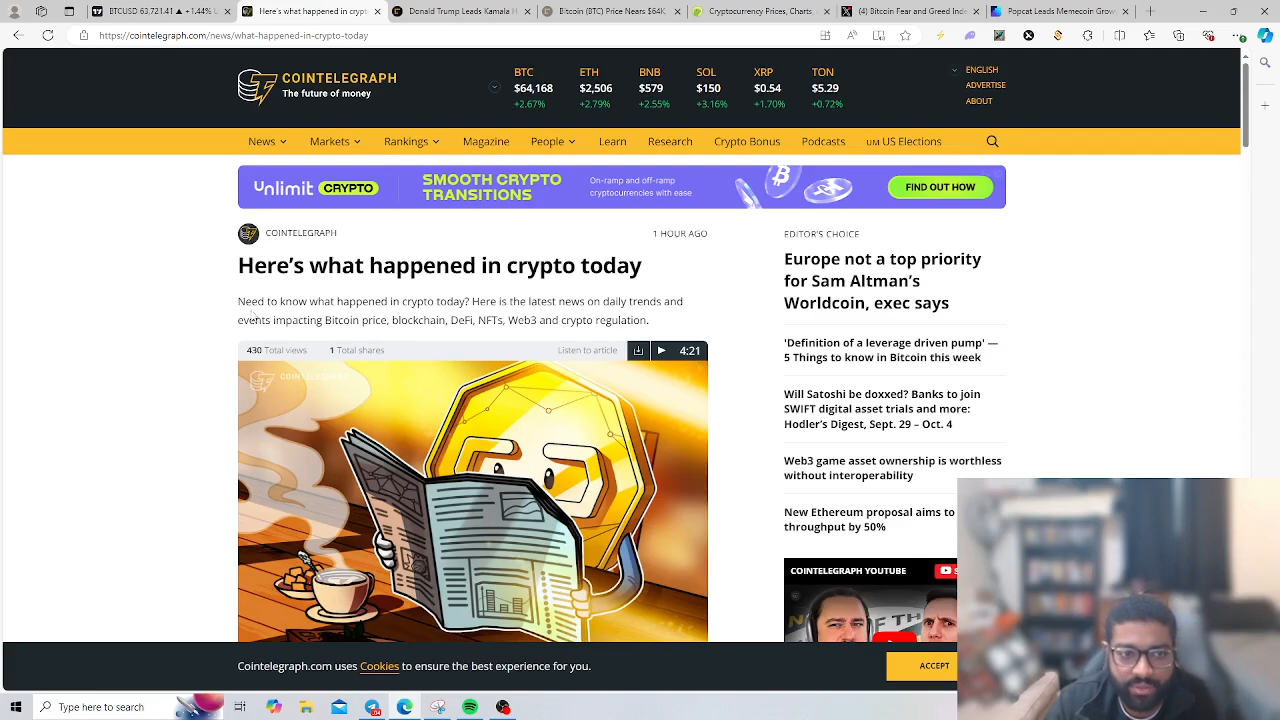 BTCUSD 63,721.41 ▲ +1.44% U
Here's what happened in crypto
Donald Trump Leads Kamala H
Bitcoin (BTC) Price News $64K
Cryptocurrency Prices, Charts
$9.21 Million Fees and Bitcoin
Popcat Leads Memecoin Grow
https://cointelegraph.com/news/what-happened-in-crypto-today
COINTELEGRAPH
The future of money
BTC ETH BNB SOL XRP TON
$64,168 $2,506 $579 $150 $0.54 $5.29
+2.67% +2.79% +2.55% +3.16% +1.70% +0.72%
ENGLISH
ADVERTISE
ABOUT
News Markets Rankings Magazine People Learn Research Crypto Bonus Podcasts US Elections
Unlimit CRYPTO
SMOOTH CRYPTO
TRANSITIONS
On-ramp and off-ramp
cryptocurrencies with ease
FIND OUT HOW
COINTELEGRAPH
1 HOUR AGO
Here's what happened in crypto today
Need to know what happened in crypto today? Here is the latest news on daily trends and
events impacting Bitcoin price, blockchain, DeFi, NFTs, Web3 and crypto regulation.
430 Total views 1 Total shares Listen to article 4:21
COINTELEGRAPH
EDITOR'S CHOICE
Europe not a top priority
for Sam Altman's
Worldcoin, exec says
'Definition of a leverage driven pump' —
5 Things to know in Bitcoin this week
Will Satoshi be doxxed? Banks to join
SWIFT digital asset trials and more:
Hodler's Digest, Sept. 29 – Oct. 4
Web3 game asset ownership is worthless
without interoperability
New Ethereum proposal aims to
throughput by 50%
COINTELEGRAPH YOUTUBE
Cointelegraph.com uses Cookies to ensure the best experience for you.
ACCEPT
Type here to search